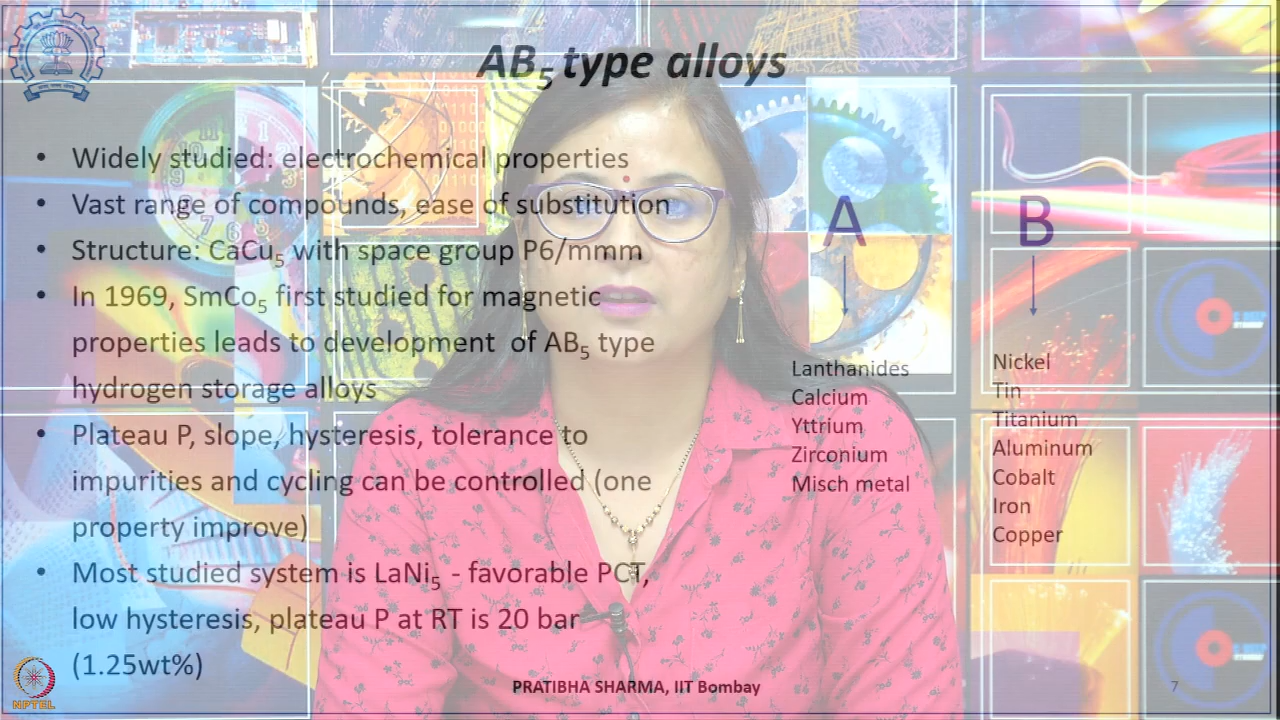 AB5 type alloys
• Widely studied: electrochemical properties
• Vast range of compounds, ease of substitution
• Structure: CaCu5 with space group P6/mmm
• In 1969, SmCo5 first studied for magnetic
properties leads to development of AB5 type
hydrogen storage alloys
• Plateau P, slope, hysteresis, tolerance to
impurities and cycling can be controlled (one
property improve)
• Most studied system is LaNi5 - favorable PCT,
low hysteresis, plateau P at RT is 20 bar
(1.25wt%)
A
Lanthanides
Calcium
Yttrium
Zirconium
Misch metal
B
Nickel
Tin
Titanium
Aluminum
Cobalt
Iron
Copper
NPTEL
PRATIBHA SHARMA, IIT Bombay
7